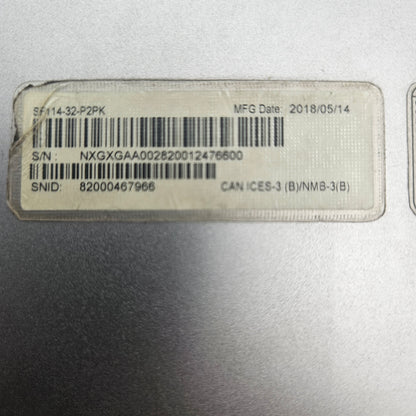 SF114-32-P2PK MFG Date: 2018/05/14
S/N : NXGXGAA002820012476600
SNID: 82000467966 CAN ICES-3 (B)/NMB-3(B)